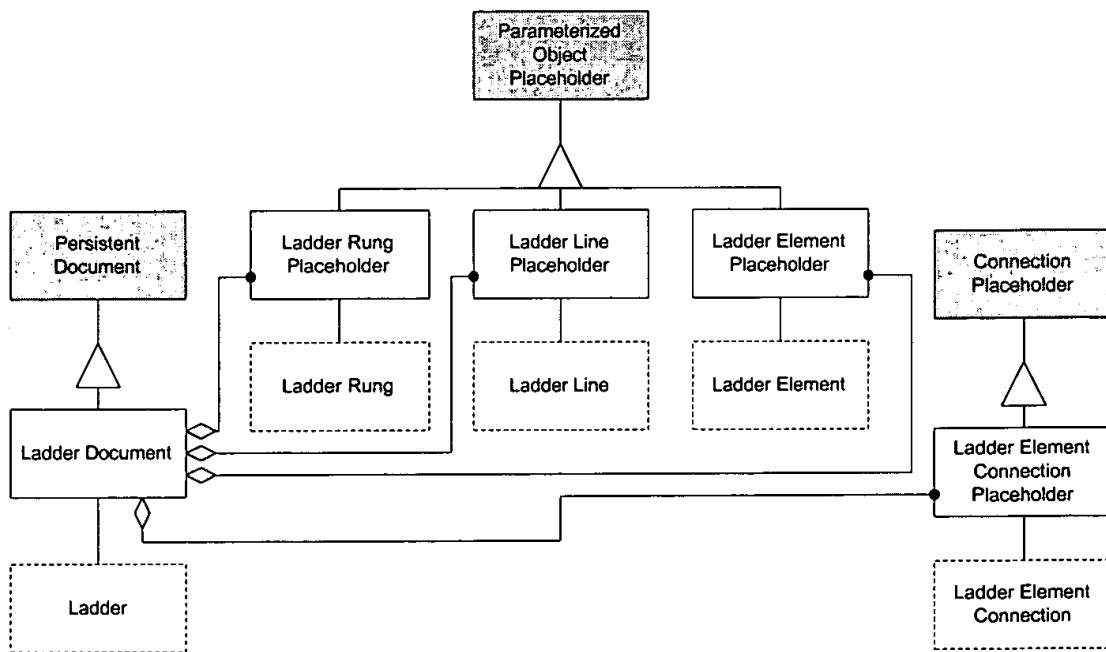 Parameterized
Object
Placeholder
Persistent
Document
Ladder Rung
Placeholder
Ladder Line
Placeholder
Ladder Element
Placeholder
Connection
Placeholder
Ladder Rung
Ladder Line
Ladder Element
Ladder Document
Ladder Element
Connection
Placeholder
Ladder
Ladder Element
Connection